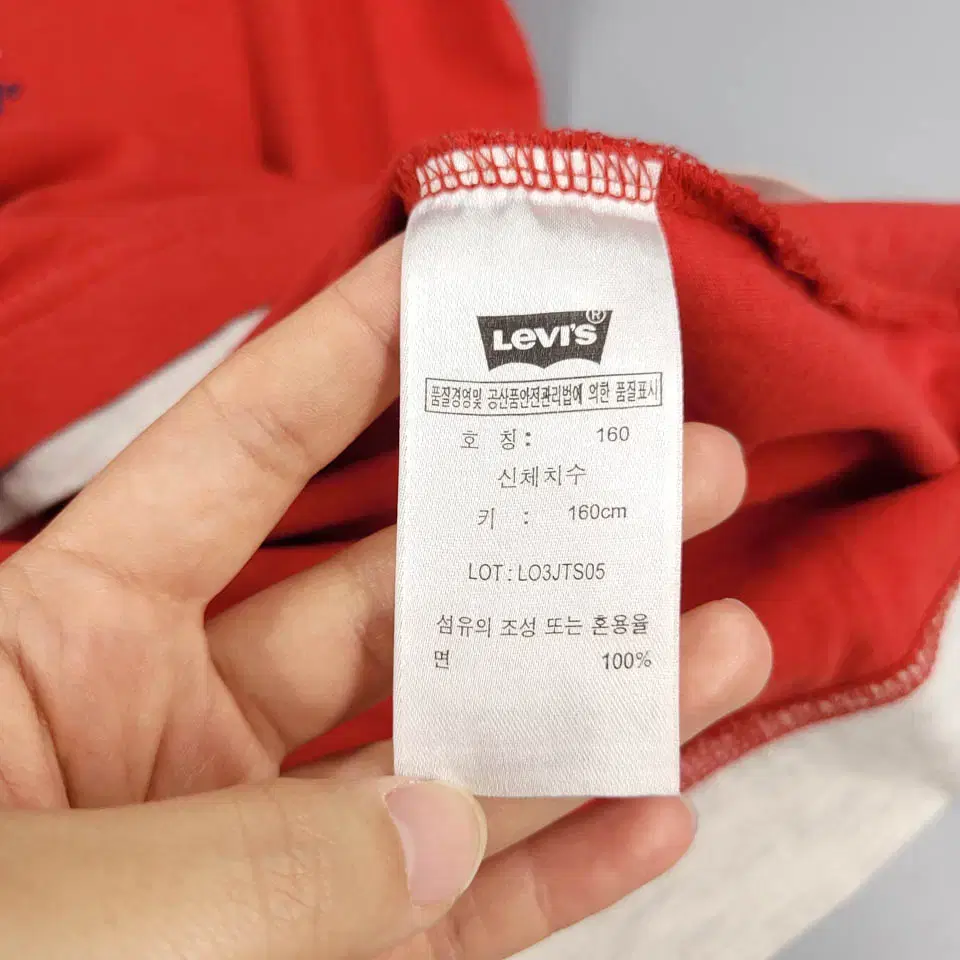 LEVI'S®
품질경영및 공산품안전관리법에 의한 품질표시
호 칭: 160
신체치수
키 : 160cm
LOT : LO3JTS05
섬유의 조성 또는 혼용율
면 100%